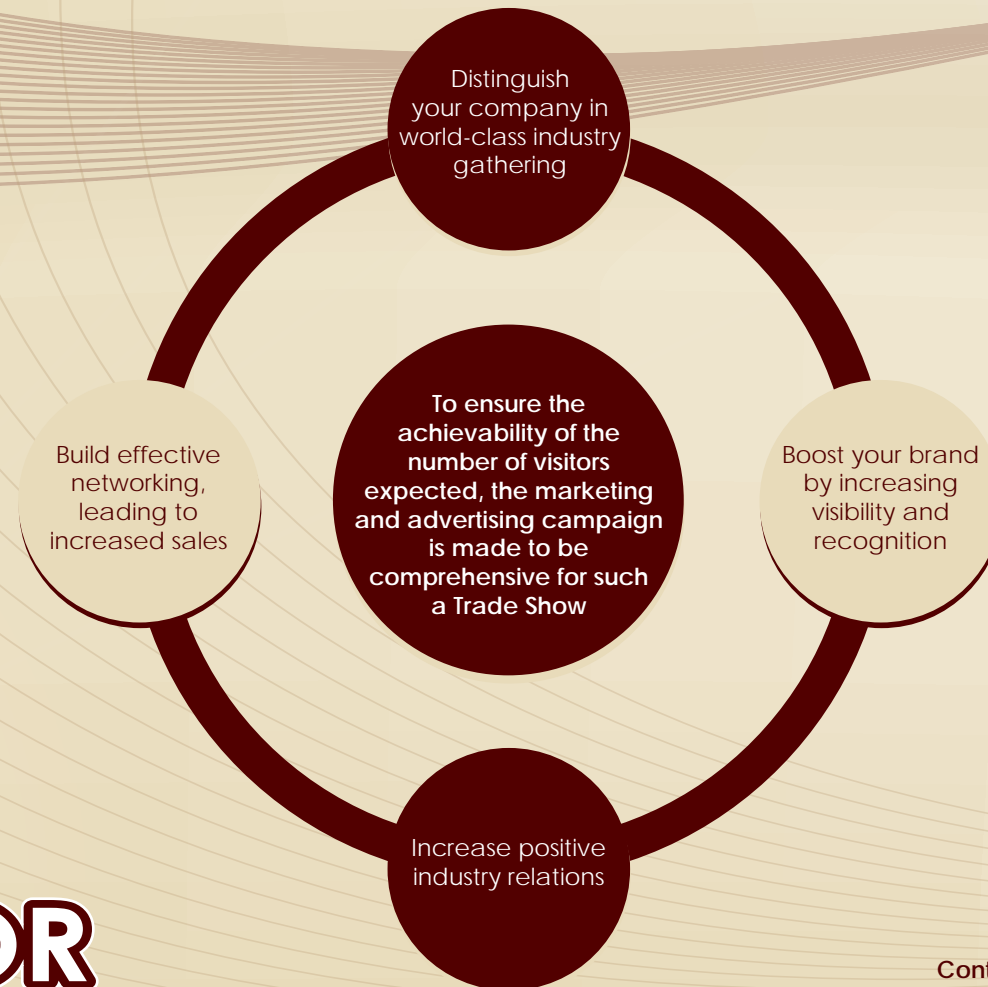 Distinguish
your company in
world-class industry
gathering
To ensure the
achievability of the
number of visitors
expected, the marketing
and advertising campaign
is made to be
comprehensive for such
a Trade Show
Build effective
networking,
leading to
increased sales
Boost your brand
by increasing
visibility and
recognition
Increase positive
industry relations
OR
Cont